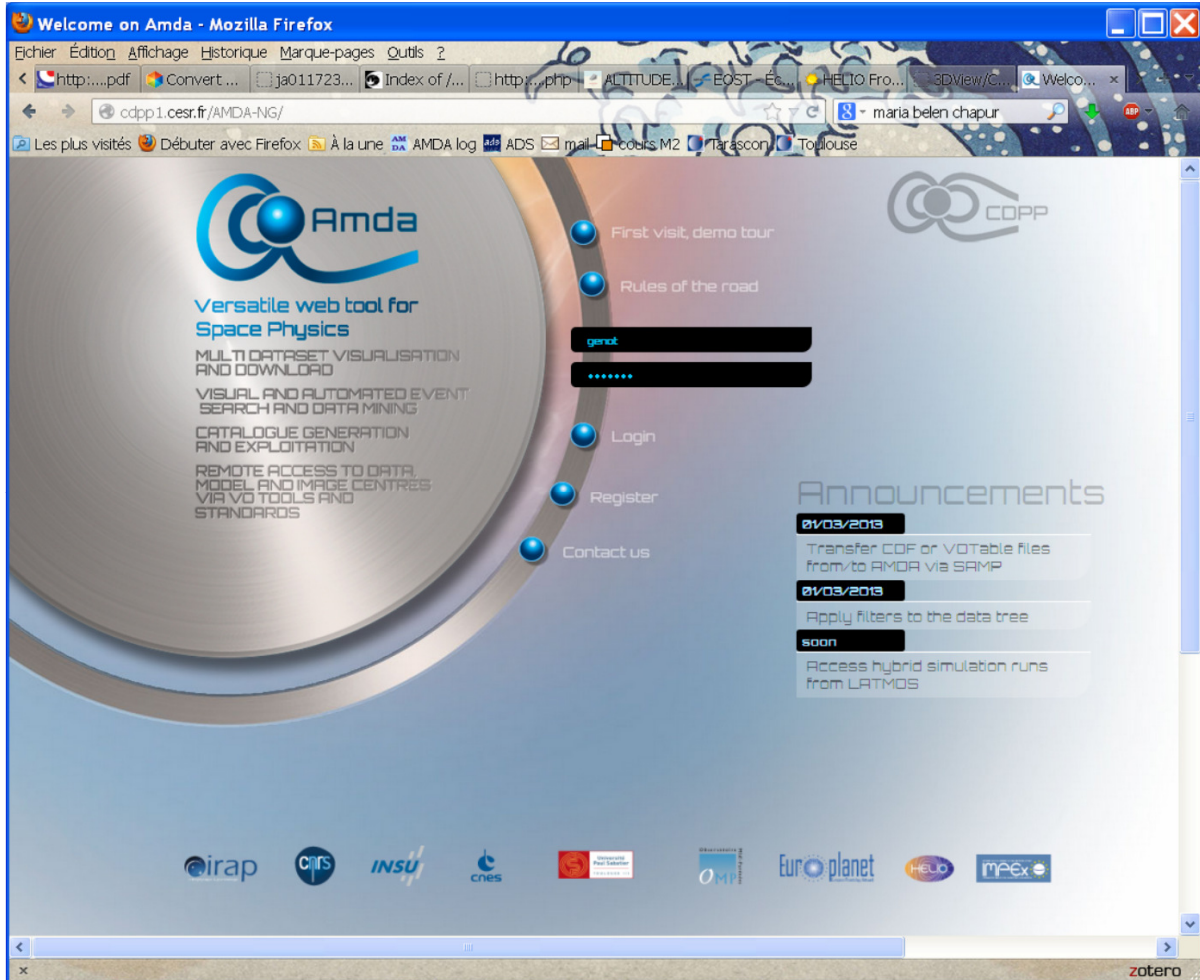 Welcome on Amda - Mozilla Firefox
Fichier Édition Affichage Historique Marque-pages Outils ?
http:....pdf Convert ... ja011723... Index of /... http:....php ALTITUDE... EOST - Éc... HELIO Fro... 3DView/C... Welco...
cdpp1.cesr.fr/AMDA-NG/ maria belen chapur ABP
Les plus visités Débuter avec Firefox À la une AMDA AMDA log ads ADS mail cours M2 Tarascon Toulouse
Amda
CDPP
First visit, demo tour
Rules of the road
Versatile web tool for
Space Physics
genot
•••••••
MULTI DATASET VISUALISATION
AND DOWNLOAD
VISUAL AND AUTOMATED EVENT
SEARCH AND DATA MINING
CATALOGUE GENERATION
AND EXPLOITATION
REMOTE ACCESS TO DATA,
MODEL AND IMAGE CENTRES
VIA VO TOOLS AND
STANDARDS
Login
Register
Contact us
Announcements
01/03/2013
Transfer CDF or VOTable files
from/to AMDA via SAMP
01/03/2013
Apply filters to the data tree
soon
Access hybrid simulation runs
from LATMOS
irap cnrs INSU cnes Université Paul Sabatier OMP Europlanet HELIO IMPEx
zotero